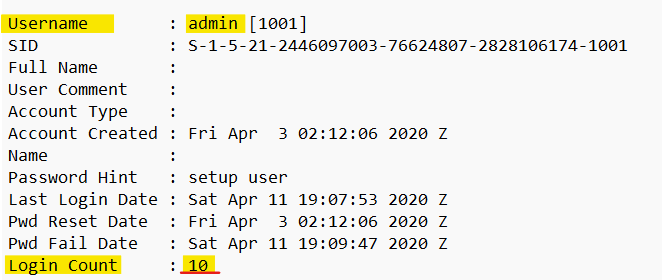 Username : admin [1001]
SID : S-1-5-21-2446097003-76624807-2828106174-1001
Full Name :
User Comment :
Account Type :
Account Created : Fri Apr  3 02:12:06 2020 Z
Name :
Password Hint : setup user
Last Login Date : Sat Apr 11 19:07:53 2020 Z
Pwd Reset Date : Fri Apr  3 02:12:06 2020 Z
Pwd Fail Date : Sat Apr 11 19:09:47 2020 Z
Login Count : 10